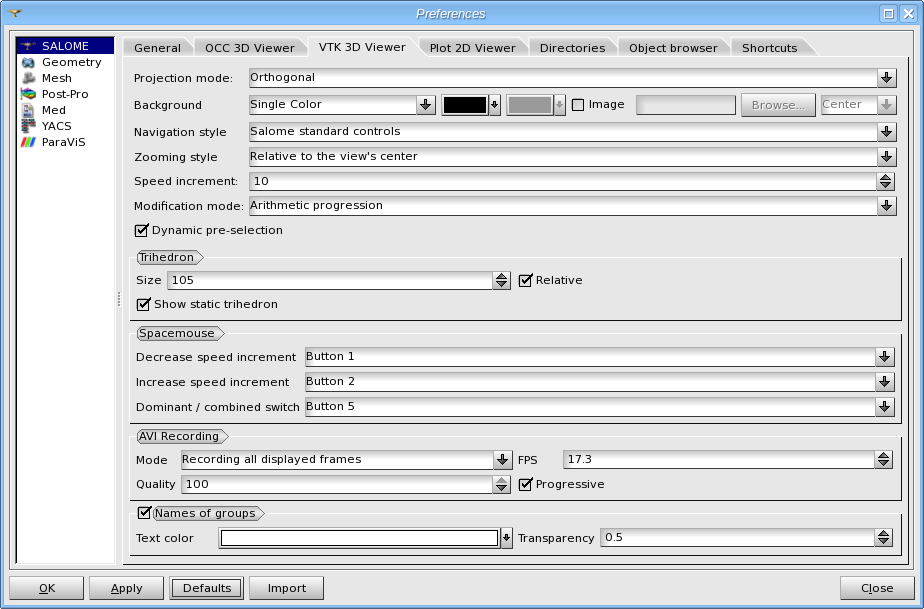 Preferences
SALOME
Geometry
Mesh
Post-Pro
Med
YACS
ParaViS
General OCC 3D Viewer VTK 3D Viewer Plot 2D Viewer Directories Object browser Shortcuts
Projection mode: Orthogonal
Background Single Color Image Browse... Center
Navigation style Salome standard controls
Zooming style Relative to the view's center
Speed increment: 10
Modification mode: Arithmetic progression
Dynamic pre-selection
Trihedron
Size 105 Relative
Show static trihedron
Spacemouse
Decrease speed increment Button 1
Increase speed increment Button 2
Dominant / combined switch Button 5
AVI Recording
Mode Recording all displayed frames FPS 17.3
Quality 100 Progressive
Names of groups
Text color Transparency 0.5
OK Apply Defaults Import Close